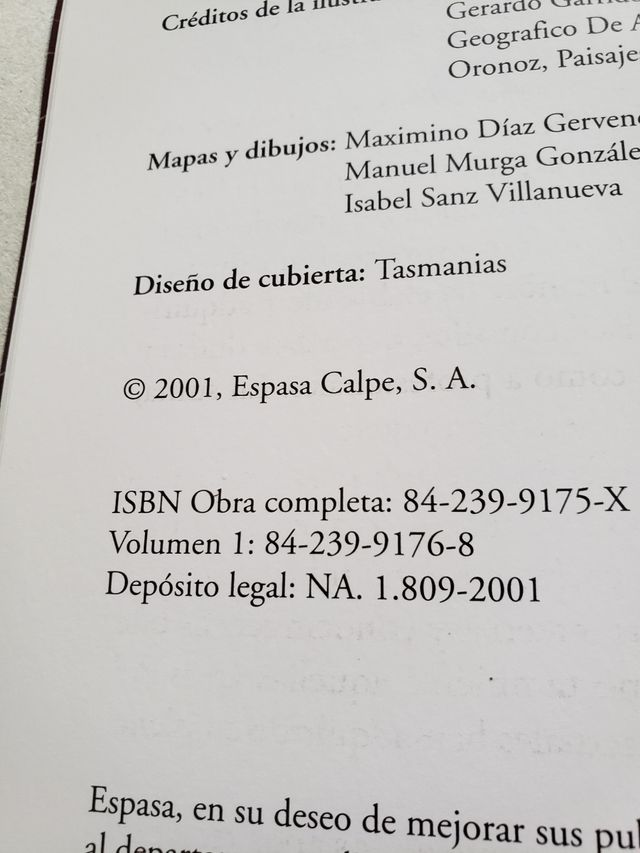 Créditos de la
Gerardo
Geografico De
Oronoz, Paisaje
Mapas y dibujos: Maximino Díaz
Manuel Murga
Isabel Sanz Villanueva
Diseño de cubierta: Tasmanias
© 2001, Espasa Calpe, S. A.
ISBN Obra completa: 84-239-9175-X
Volumen 1: 84-239-9176-8
Depósito legal: NA. 1.809-2001
Espasa, en su deseo de mejorar sus
al